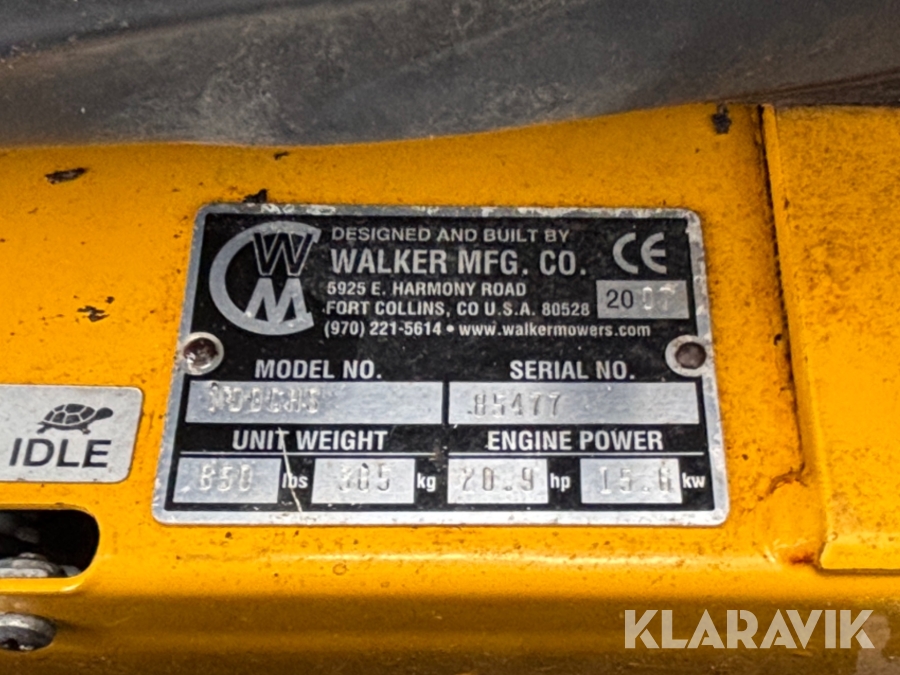 WM
DESIGNED AND BUILT BY
WALKER MFG. CO.
CE
5925 E. HARMONY ROAD
2007
FORT COLLINS, CO U.S.A. 80528
(970) 221-5614 • www.walkermowers.com
MODEL NO. SERIAL NO.
85477
UNIT WEIGHT ENGINE POWER
850 lbs 385 kg 20.9 hp kw
IDLE
KLARAVIK